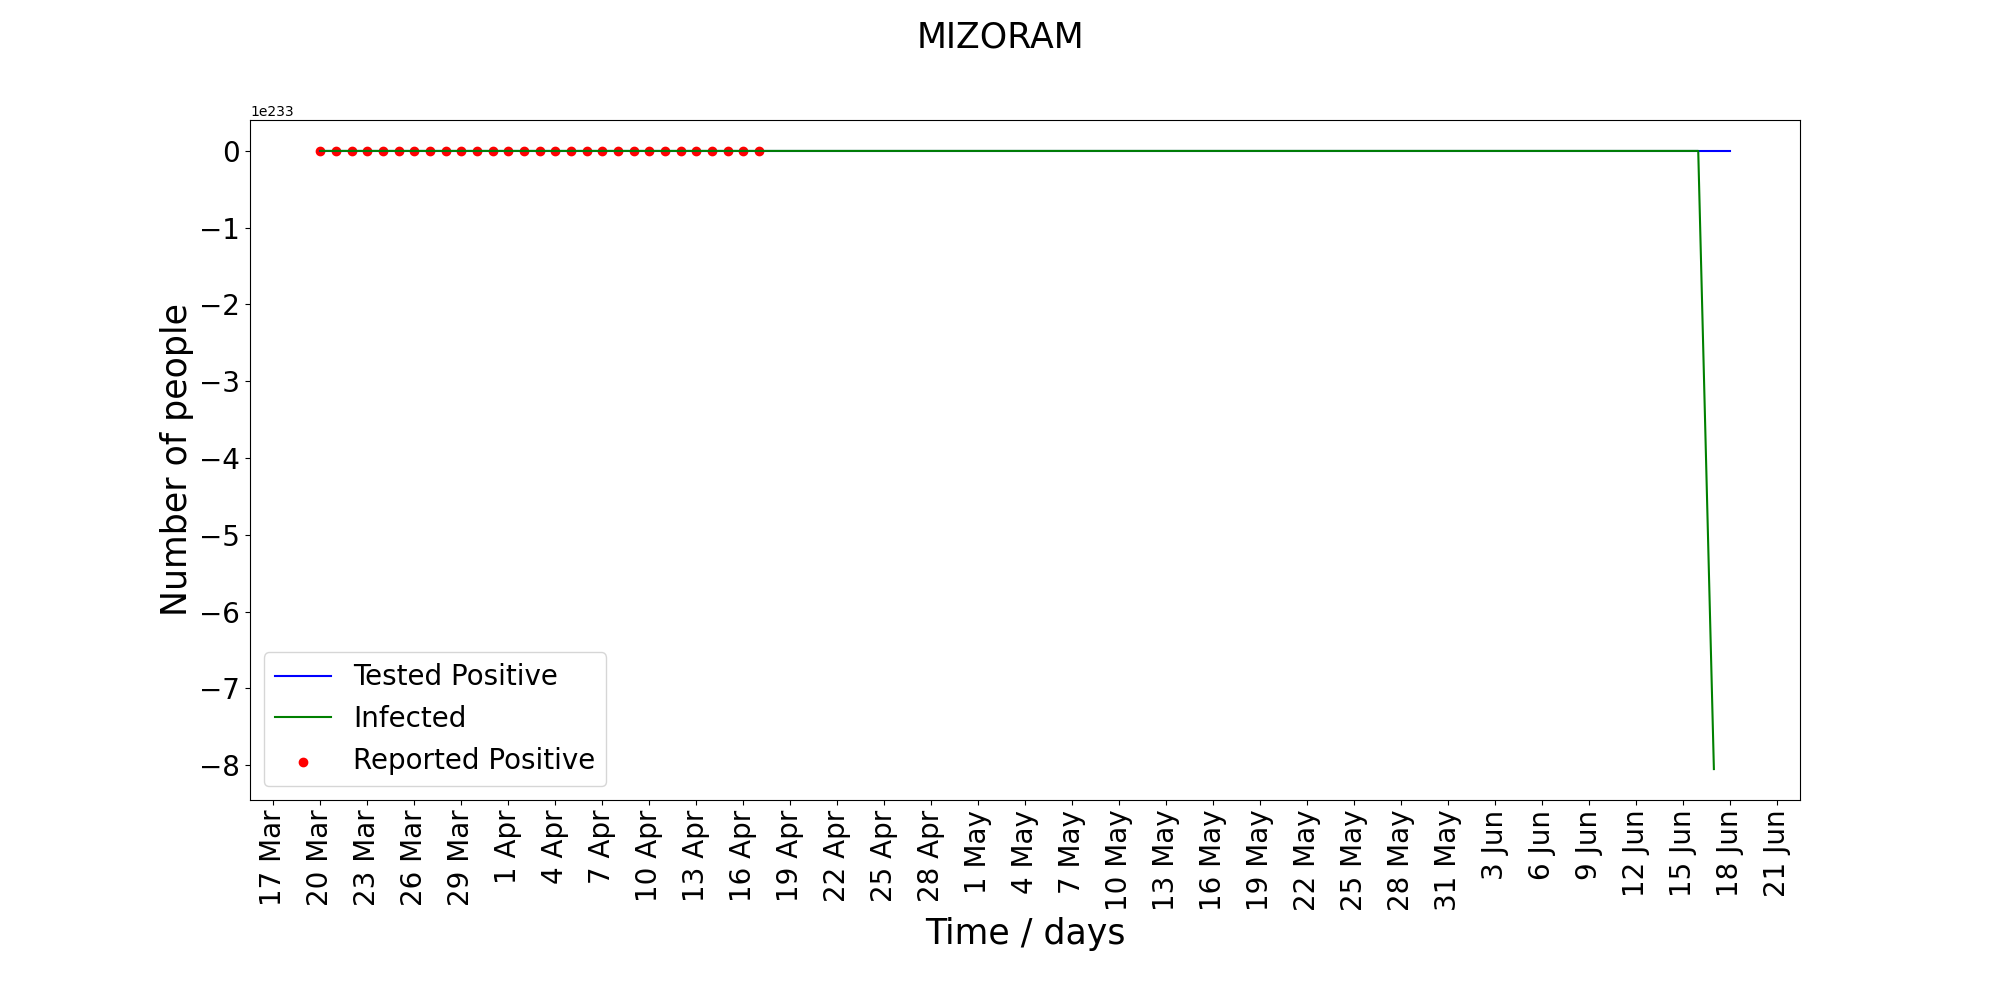 MIZORAM
1e233
0
−1
−2
−3
−4
−5
−6
−7
−8
Number of people
Tested Positive
Infected
Reported Positive
17 Mar
20 Mar
23 Mar
26 Mar
29 Mar
1 Apr
4 Apr
7 Apr
10 Apr
13 Apr
16 Apr
19 Apr
22 Apr
25 Apr
28 Apr
1 May
4 May
7 May
10 May
13 May
16 May
19 May
22 May
25 May
28 May
31 May
3 Jun
6 Jun
9 Jun
12 Jun
15 Jun
18 Jun
21 Jun
Time / days